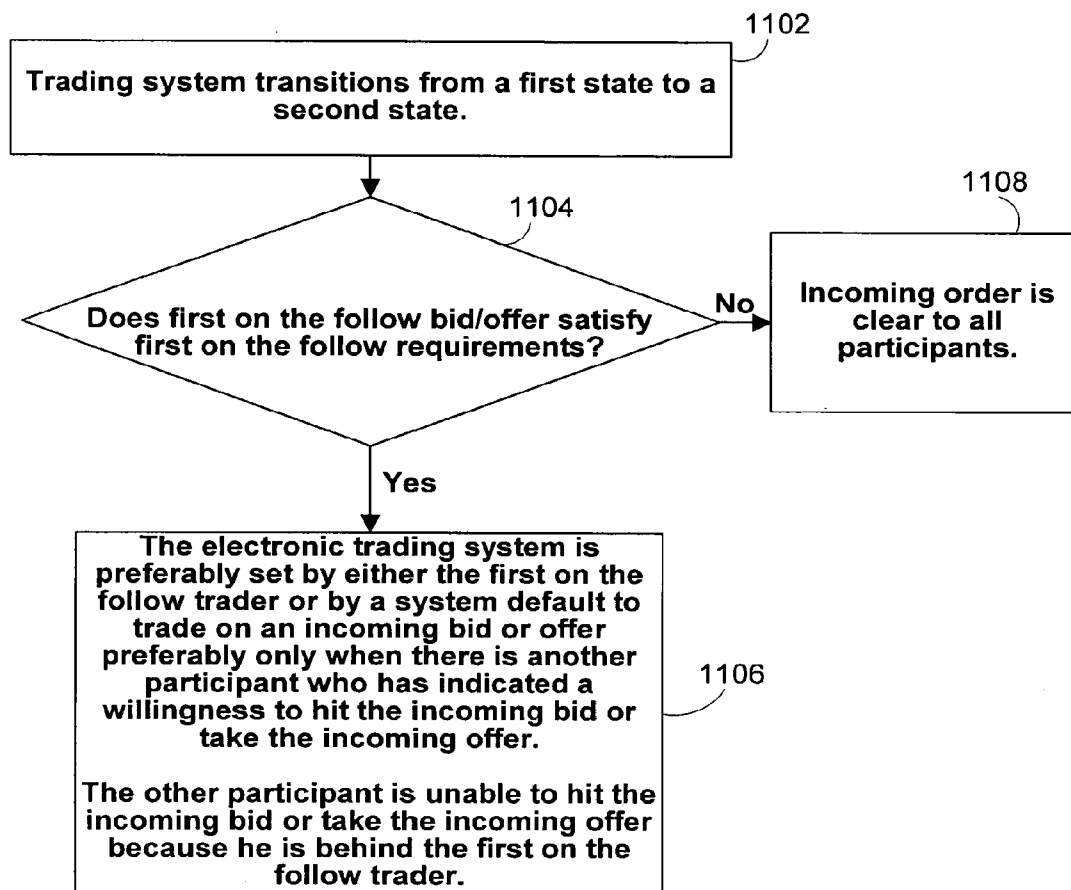 1102
Trading system transitions from a first state to a
second state.
1104
Does first on the follow bid/offer satisfy
first on the follow requirements?
No
1108
Incoming order is
clear to all
participants.
Yes
The electronic trading system is
preferably set by either the first on the
follow trader or by a system default to
trade on an incoming bid or offer
preferably only when there is another
participant who has indicated a
willingness to hit the incoming bid or
take the incoming offer.
The other participant is unable to hit the
incoming bid or take the incoming offer
because he is behind the first on the
follow trader.
1106